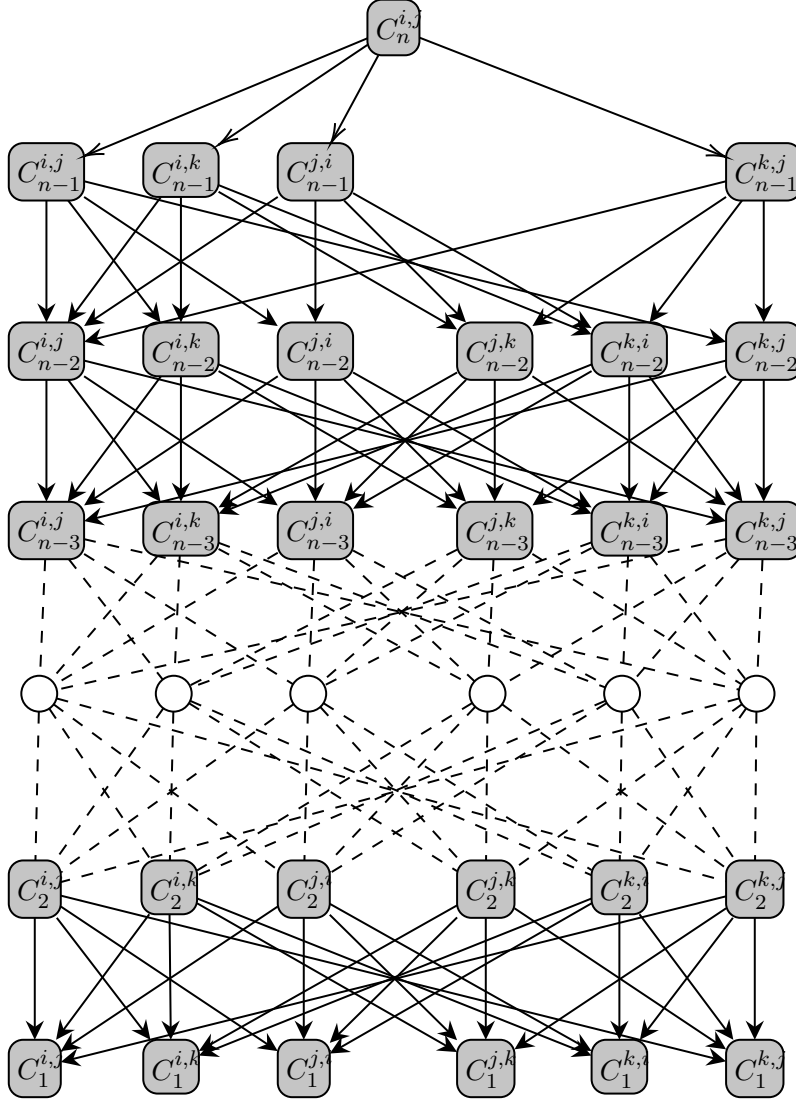 C_n^{i,j}
C_{n-1}^{i,j} C_{n-1}^{i,k} C_{n-1}^{j,i} C_{n-1}^{k,j}
C_{n-2}^{i,j} C_{n-2}^{i,k} C_{n-2}^{j,i} C_{n-2}^{j,k} C_{n-2}^{k,i} C_{n-2}^{k,j}
C_{n-3}^{i,j} C_{n-3}^{i,k} C_{n-3}^{j,i} C_{n-3}^{j,k} C_{n-3}^{k,i} C_{n-3}^{k,j}
C_2^{i,j} C_2^{i,k} C_2^{j,i} C_2^{j,k} C_2^{k,i} C_2^{k,j}
C_1^{i,j} C_1^{i,k} C_1^{j,i} C_1^{j,k} C_1^{k,i} C_1^{k,j}